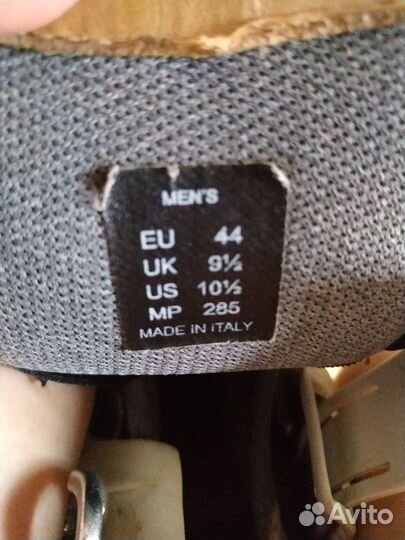 MEN'S
EU 44
UK 9½
US 10½
MP 285
MADE IN ITALY
Avito